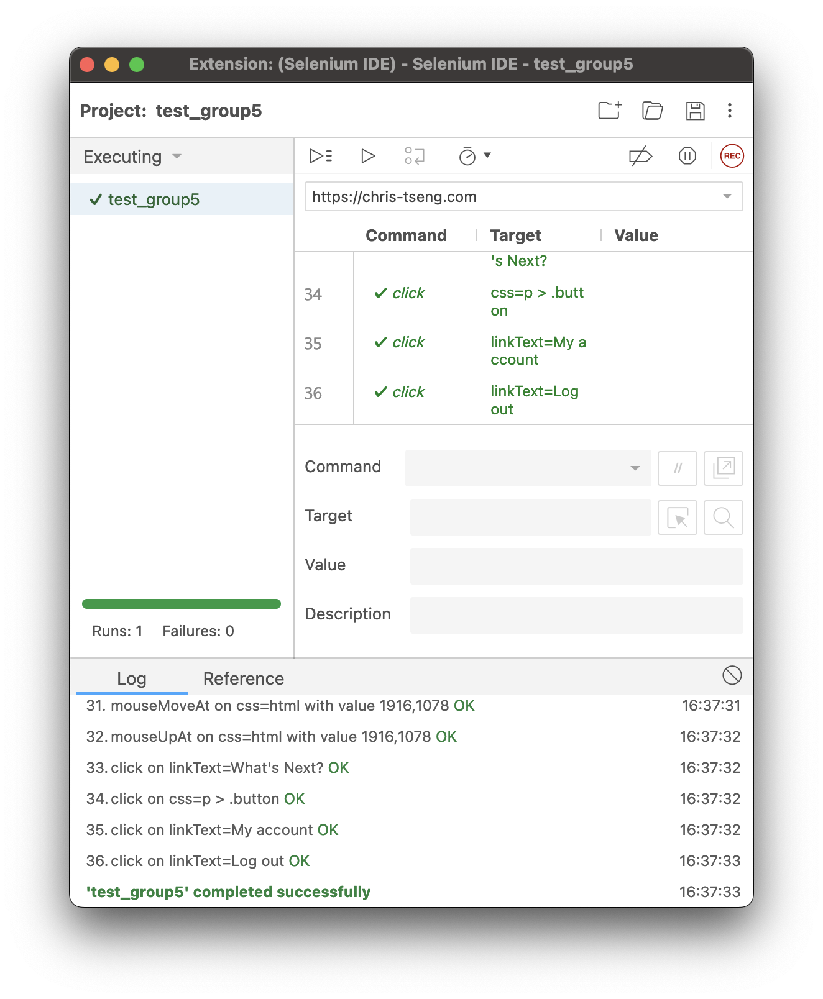 Extension: (Selenium IDE) - Selenium IDE - test_group5
Project: test_group5
Executing
REC
test_group5
https://chris-tseng.com
Command Target Value
's Next?
34 click css=p > .butt
on
35 click linkText=My a
ccount
36 click linkText=Log
out
Command //
Target
Value
Description
Runs: 1 Failures: 0
Log Reference
31. mouseMoveAt on css=html with value 1916,1078 OK 16:37:31
32. mouseUpAt on css=html with value 1916,1078 OK 16:37:32
33. click on linkText=What's Next? OK 16:37:32
34. click on css=p > .button OK 16:37:32
35. click on linkText=My account OK 16:37:32
36. click on linkText=Log out OK 16:37:33
'test_group5' completed successfully 16:37:33